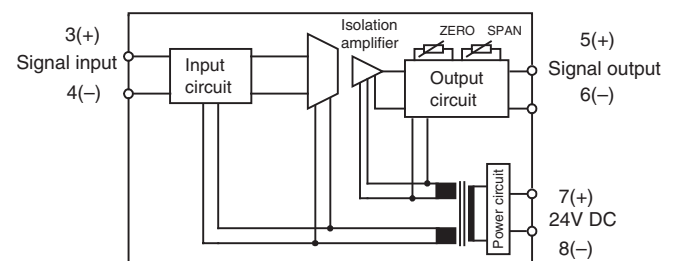 3(+)
Signal input
4(–)
Input
circuit
Isolation
amplifier
ZERO SPAN
Output
circuit
5(+)
Signal output
6(–)
Power circuit
7(+)
24V DC
8(–)